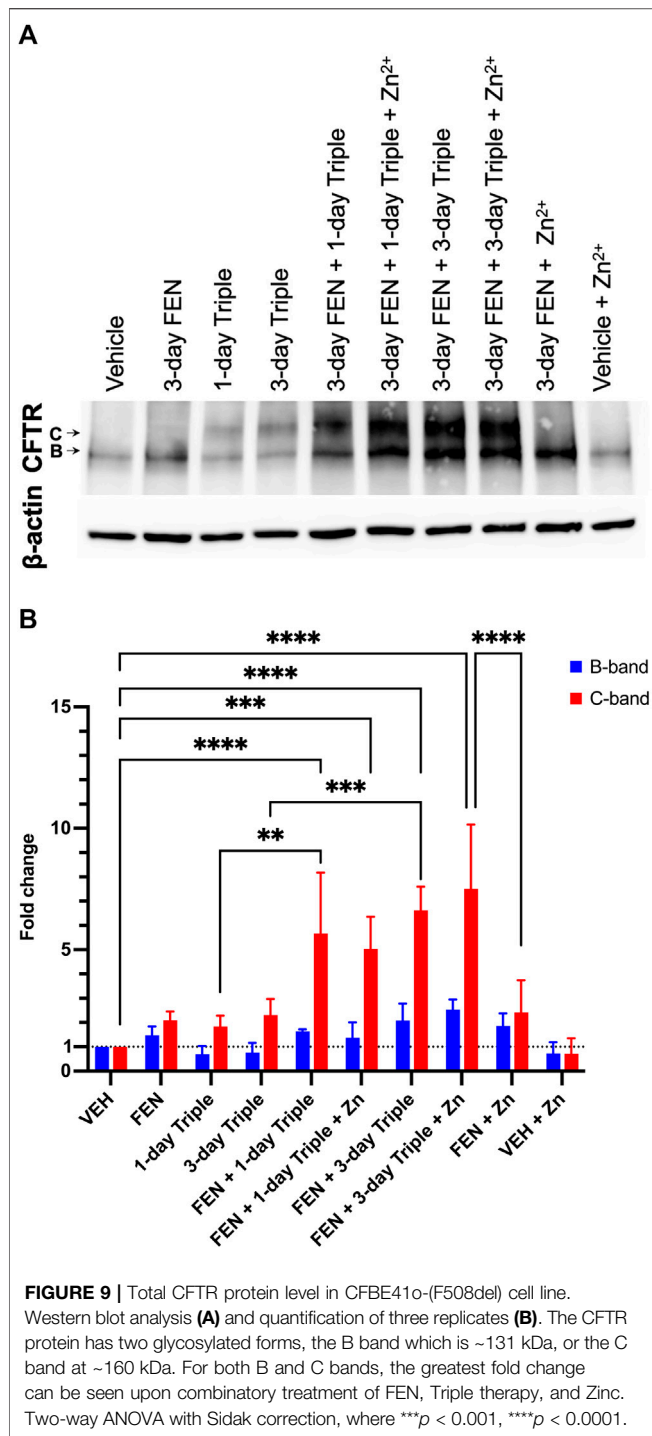 A
Vehicle
3-day FEN
1-day Triple
3-day Triple
3-day FEN + 1-day Triple
3-day FEN + 1-day Triple + Zn²⁺
3-day FEN + 3-day Triple
3-day FEN + 3-day Triple + Zn²⁺
3-day FEN + Zn²⁺
Vehicle + Zn²⁺
CFTR
C→
B→
β-actin
B
****
****
B-band
C-band
****
***
****
***
**
Fold change
15
10
5
1
0
VEH
FEN
1-day Triple
3-day Triple
FEN + 1-day Triple
FEN + 1-day Triple + Zn
FEN + 3-day Triple
FEN + 3-day Triple + Zn
FEN + Zn
VEH + Zn
FIGURE 9 | Total CFTR protein level in CFBE41o-(F508del) cell line.
Western blot analysis (A) and quantification of three replicates (B). The CFTR
protein has two glycosylated forms, the B band which is ~131 kDa, or the C
band at ~160 kDa. For both B and C bands, the greatest fold change
can be seen upon combinatory treatment of FEN, Triple therapy, and Zinc.
Two-way ANOVA with Sidak correction, where ***p < 0.001, ****p < 0.0001.